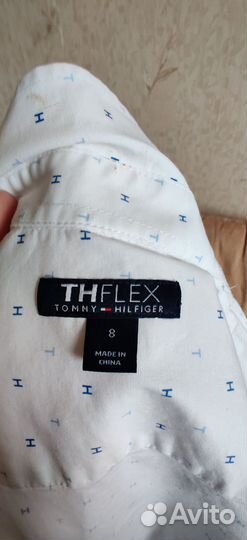 THFLEX
TOMMY HILFIGER
8
MADE IN
CHINA
Avito